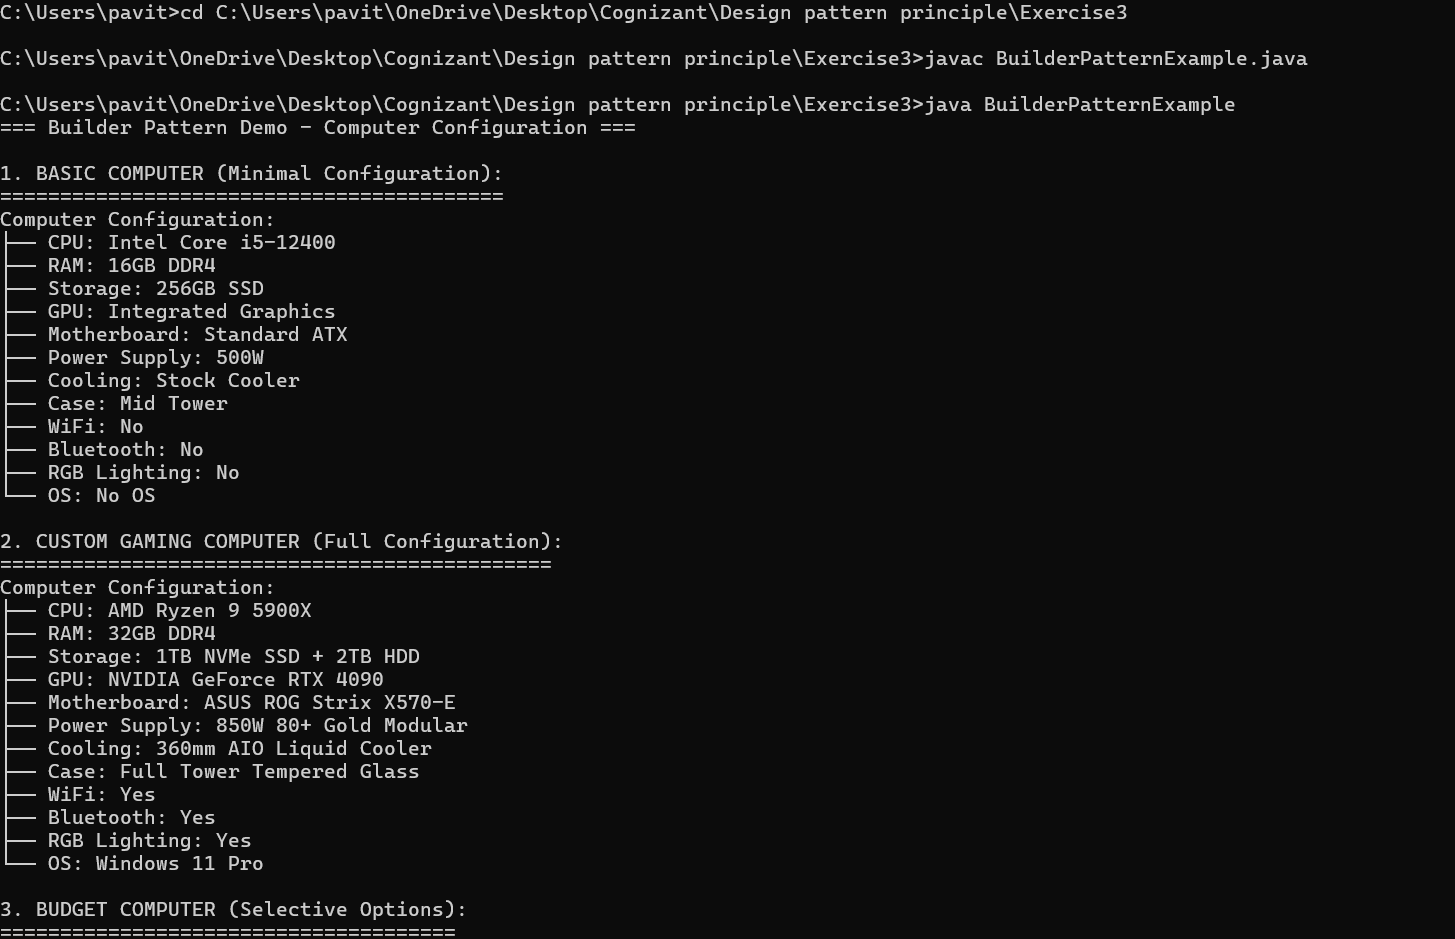 C:\Users\pavit>cd C:\Users\pavit\OneDrive\Desktop\Cognizant\Design pattern principle\Exercise3
C:\Users\pavit\OneDrive\Desktop\Cognizant\Design pattern principle\Exercise3>javac BuilderPatternExample.java
C:\Users\pavit\OneDrive\Desktop\Cognizant\Design pattern principle\Exercise3>java BuilderPatternExample
=== Builder Pattern Demo - Computer Configuration ===
1. BASIC COMPUTER (Minimal Configuration):
==========================================
Computer Configuration:
├── CPU: Intel Core i5-12400
├── RAM: 16GB DDR4
├── Storage: 256GB SSD
├── GPU: Integrated Graphics
├── Motherboard: Standard ATX
├── Power Supply: 500W
├── Cooling: Stock Cooler
├── Case: Mid Tower
├── WiFi: No
├── Bluetooth: No
├── RGB Lighting: No
└── OS: No OS
2. CUSTOM GAMING COMPUTER (Full Configuration):
==============================================
Computer Configuration:
├── CPU: AMD Ryzen 9 5900X
├── RAM: 32GB DDR4
├── Storage: 1TB NVMe SSD + 2TB HDD
├── GPU: NVIDIA GeForce RTX 4090
├── Motherboard: ASUS ROG Strix X570-E
├── Power Supply: 850W 80+ Gold Modular
├── Cooling: 360mm AIO Liquid Cooler
├── Case: Full Tower Tempered Glass
├── WiFi: Yes
├── Bluetooth: Yes
├── RGB Lighting: Yes
└── OS: Windows 11 Pro
3. BUDGET COMPUTER (Selective Options):
======================================